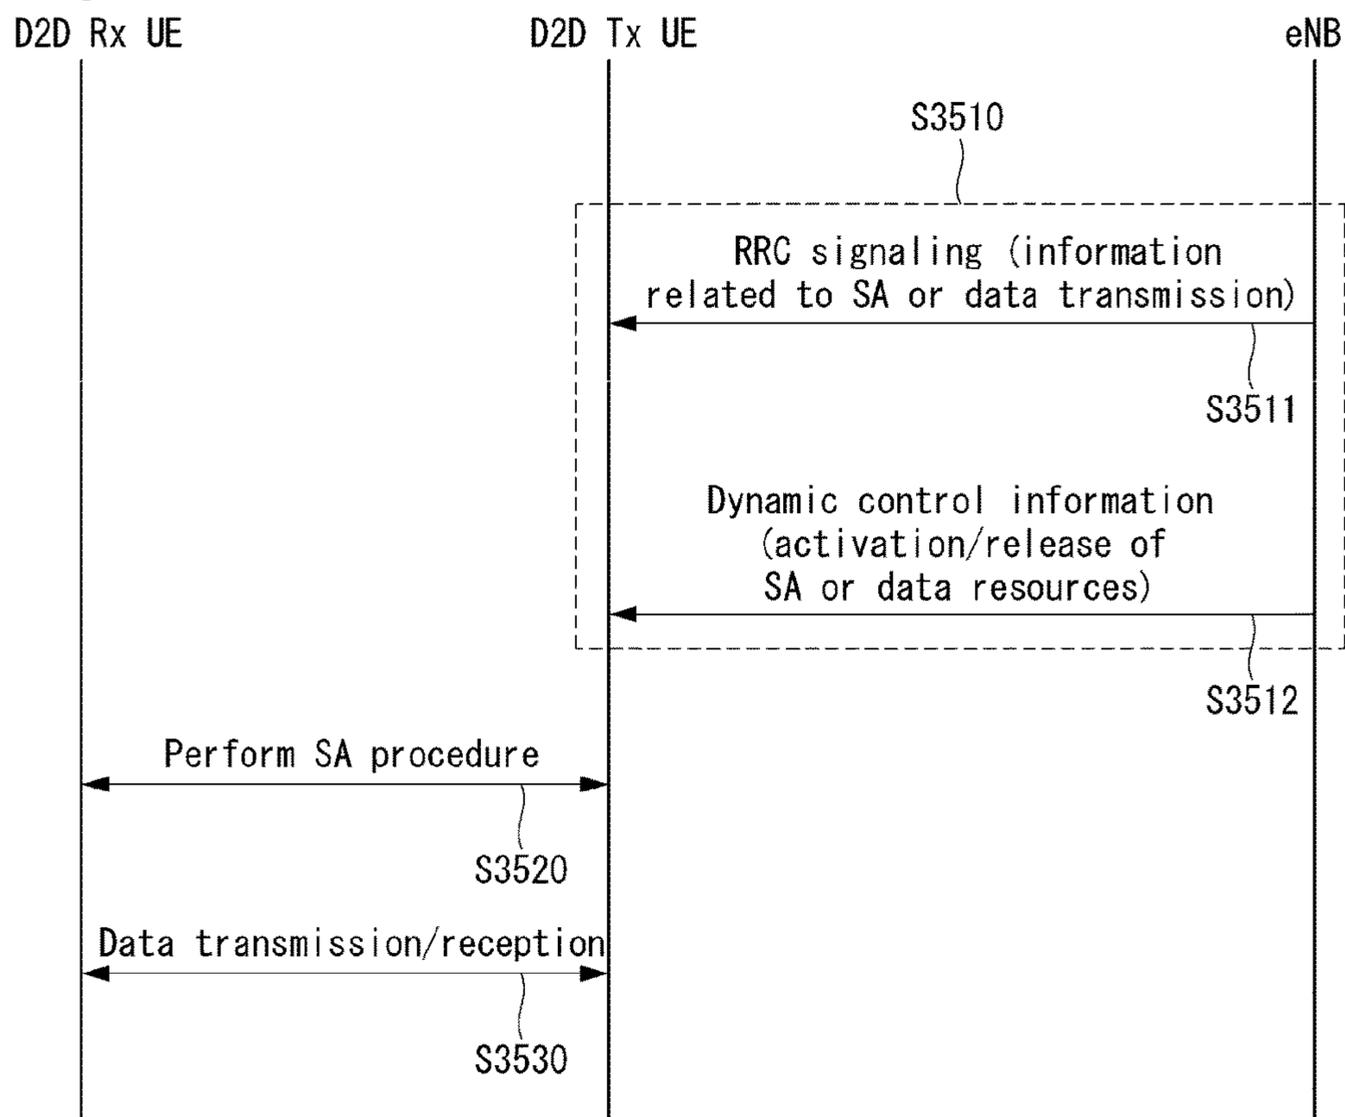 D2D Rx UE
D2D Tx UE
eNB
S3510
RRC signaling (information
related to SA or data transmission)
S3511
Dynamic control information
(activation/release of
SA or data resources)
S3512
Perform SA procedure
S3520
Data transmission/reception
S3530